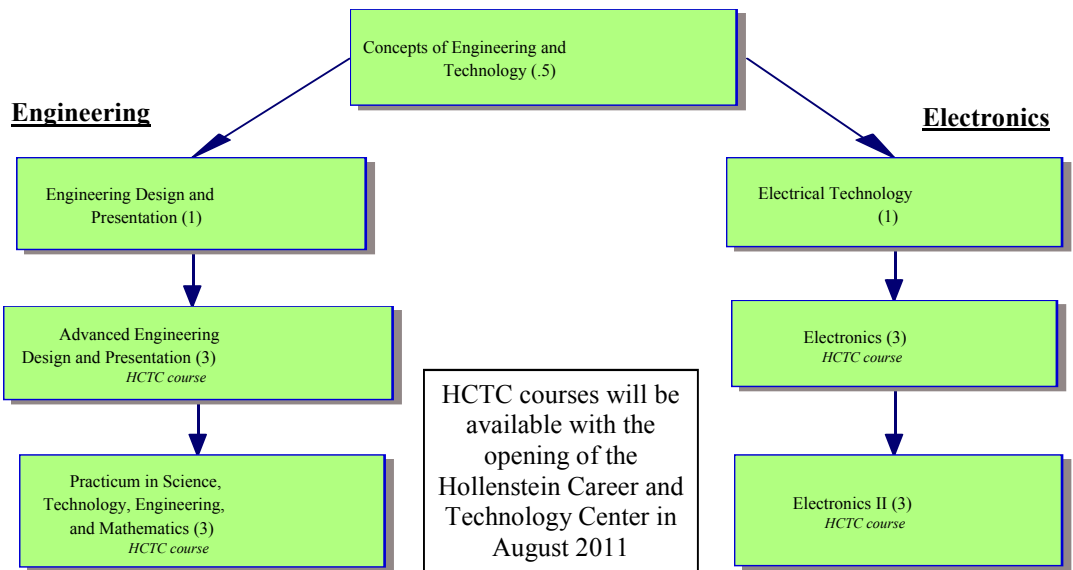 Concepts of Engineering and
Technology (.5)
Engineering
Electronics
Engineering Design and
Presentation (1)
Electrical Technology
(1)
Advanced Engineering
Design and Presentation (3)
HCTC course
Electronics (3)
HCTC course
HCTC courses will be
available with the
opening of the
Hollenstein Career and
Technology Center in
August 2011
Practicum in Science,
Technology, Engineering,
and Mathematics (3)
HCTC course
Electronics II (3)
HCTC course